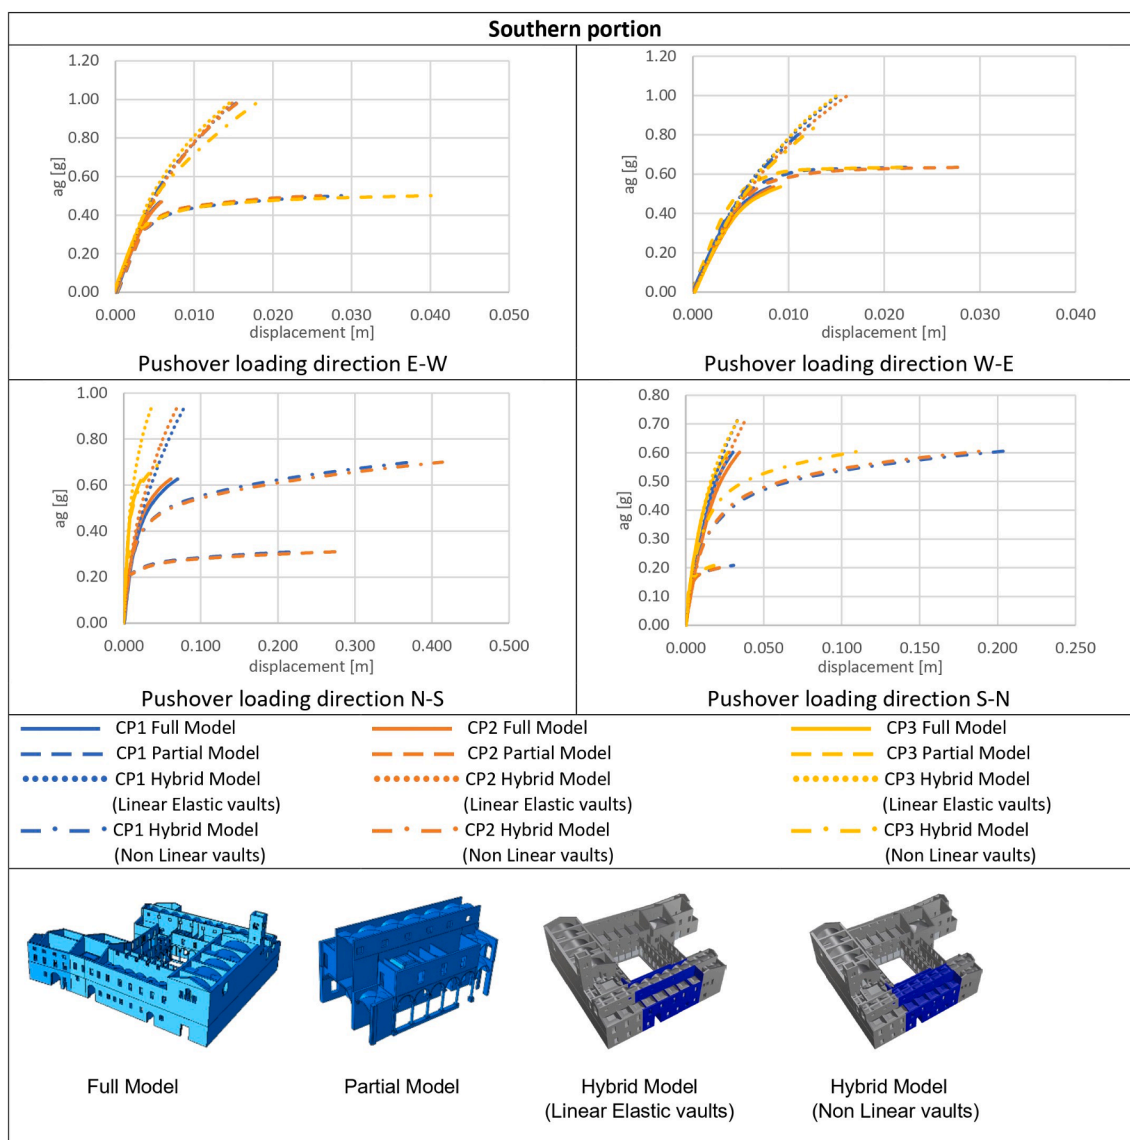 Southern portion
1.20
1.00
0.80
0.60
0.40
0.20
0.00
ag [g]
0.000 0.010 0.020 0.030 0.040 0.050
displacement [m]
Pushover loading direction E-W
1.20
1.00
0.80
0.60
0.40
0.20
0.00
ag [g]
0.000 0.010 0.020 0.030 0.040
displacement [m]
Pushover loading direction W-E
1.00
0.80
0.60
0.40
0.20
0.00
ag [g]
0.000 0.100 0.200 0.300 0.400 0.500
displacement [m]
Pushover loading direction N-S
0.80
0.70
0.60
0.50
0.40
0.30
0.20
0.10
0.00
ag [g]
0.000 0.050 0.100 0.150 0.200 0.250
displacement [m]
Pushover loading direction S-N
CP1 Full Model
CP1 Partial Model
CP1 Hybrid Model
(Linear Elastic vaults)
CP1 Hybrid Model
(Non Linear vaults)
CP2 Full Model
CP2 Partial Model
CP2 Hybrid Model
(Linear Elastic vaults)
CP2 Hybrid Model
(Non Linear vaults)
CP3 Full Model
CP3 Partial Model
CP3 Hybrid Model
(Linear Elastic vaults)
CP3 Hybrid Model
(Non Linear vaults)
Full Model
Partial Model
Hybrid Model
(Linear Elastic vaults)
Hybrid Model
(Non Linear vaults)